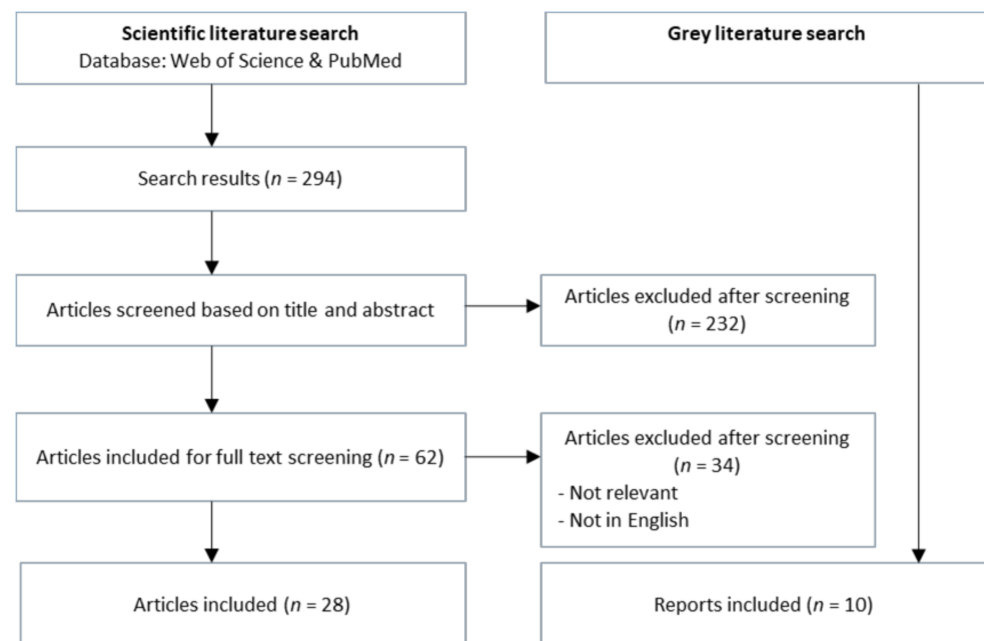 Scientific literature search
Database: Web of Science & PubMed
Grey literature search
Search results (n = 294)
Articles screened based on title and abstract
Articles excluded after screening
(n = 232)
Articles included for full text screening (n = 62)
Articles excluded after screening
(n = 34)
- Not relevant
- Not in English
Articles included (n = 28)
Reports included (n = 10)